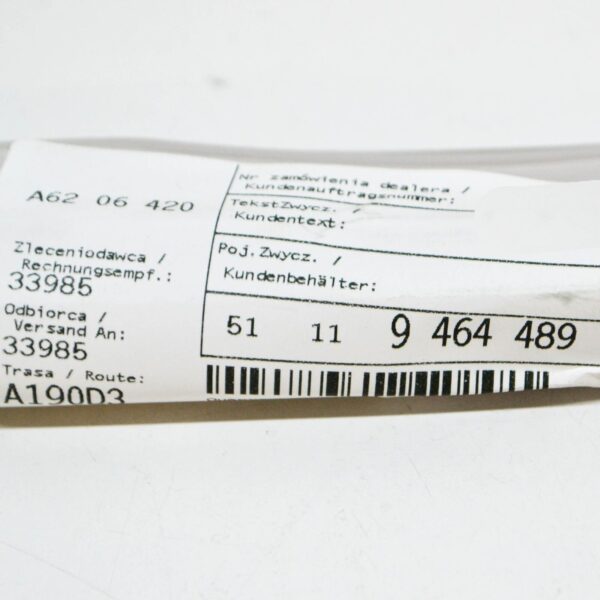 A62 06 420
Zleceniodawca /
Rechnungsempf.:
33985
Odbiorca /
Versand An:
33985
Trasa / Route:
A190D3
Nr zamówienia dealera /
Kundenauftragsnummer:
TekstZwycz. /
Kundentext:
Poj.Zwycz. /
Kundenbehälter:
51 11 9 464 489